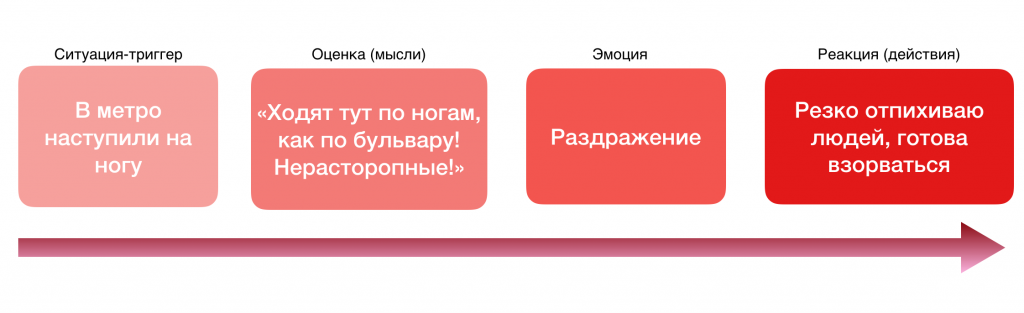 Ситуация-триггер
Оценка (мысли)
Эмоция
Реакция (действия)
В метро
наступили на
ногу
«Ходят тут по ногам,
как по бульвару!
Нерасторопные!»
Раздражение
Резко отпихиваю
людей, готова
взорваться